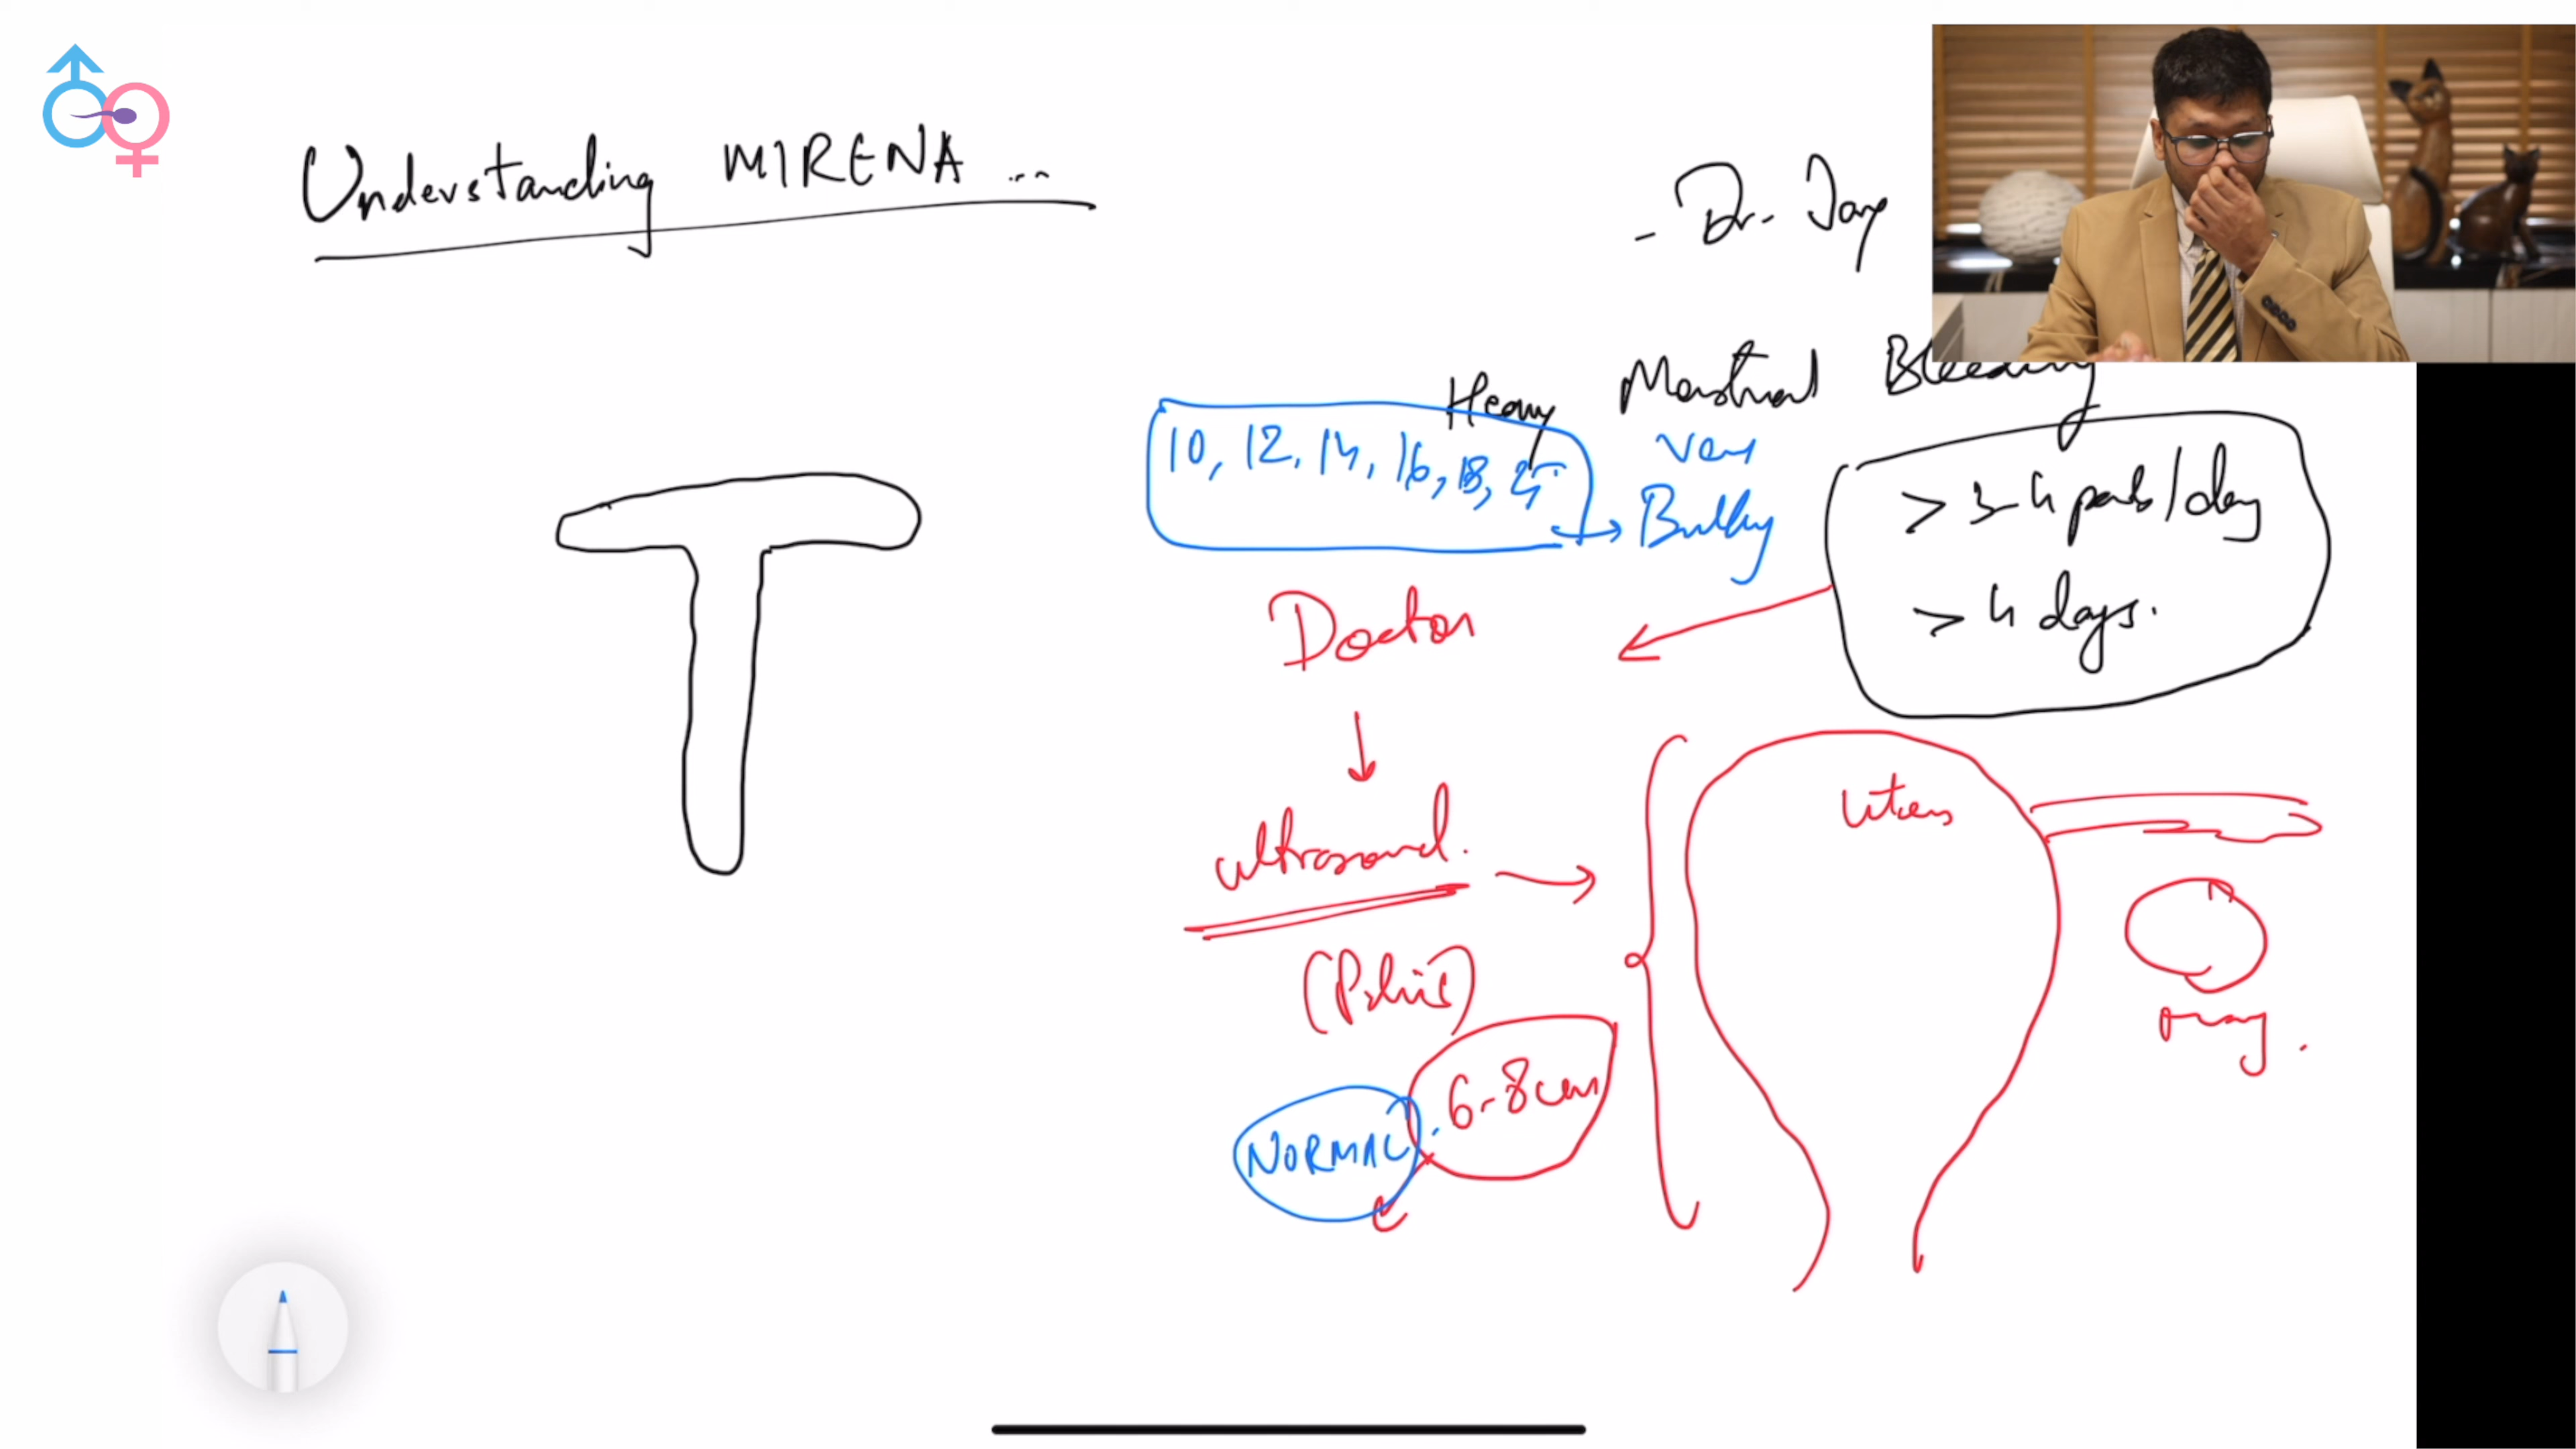 Understanding MIRENA ...
- Dr. Jay
Heavy Menstrual Bleeding
10, 12, 14, 16, 18,
Very
Bulky
> 3-4 pads/day
> 4 days.
Doctor
ultrasound.
(Pelvis)
Uterus
ovary.
6-8cm
NORMAL